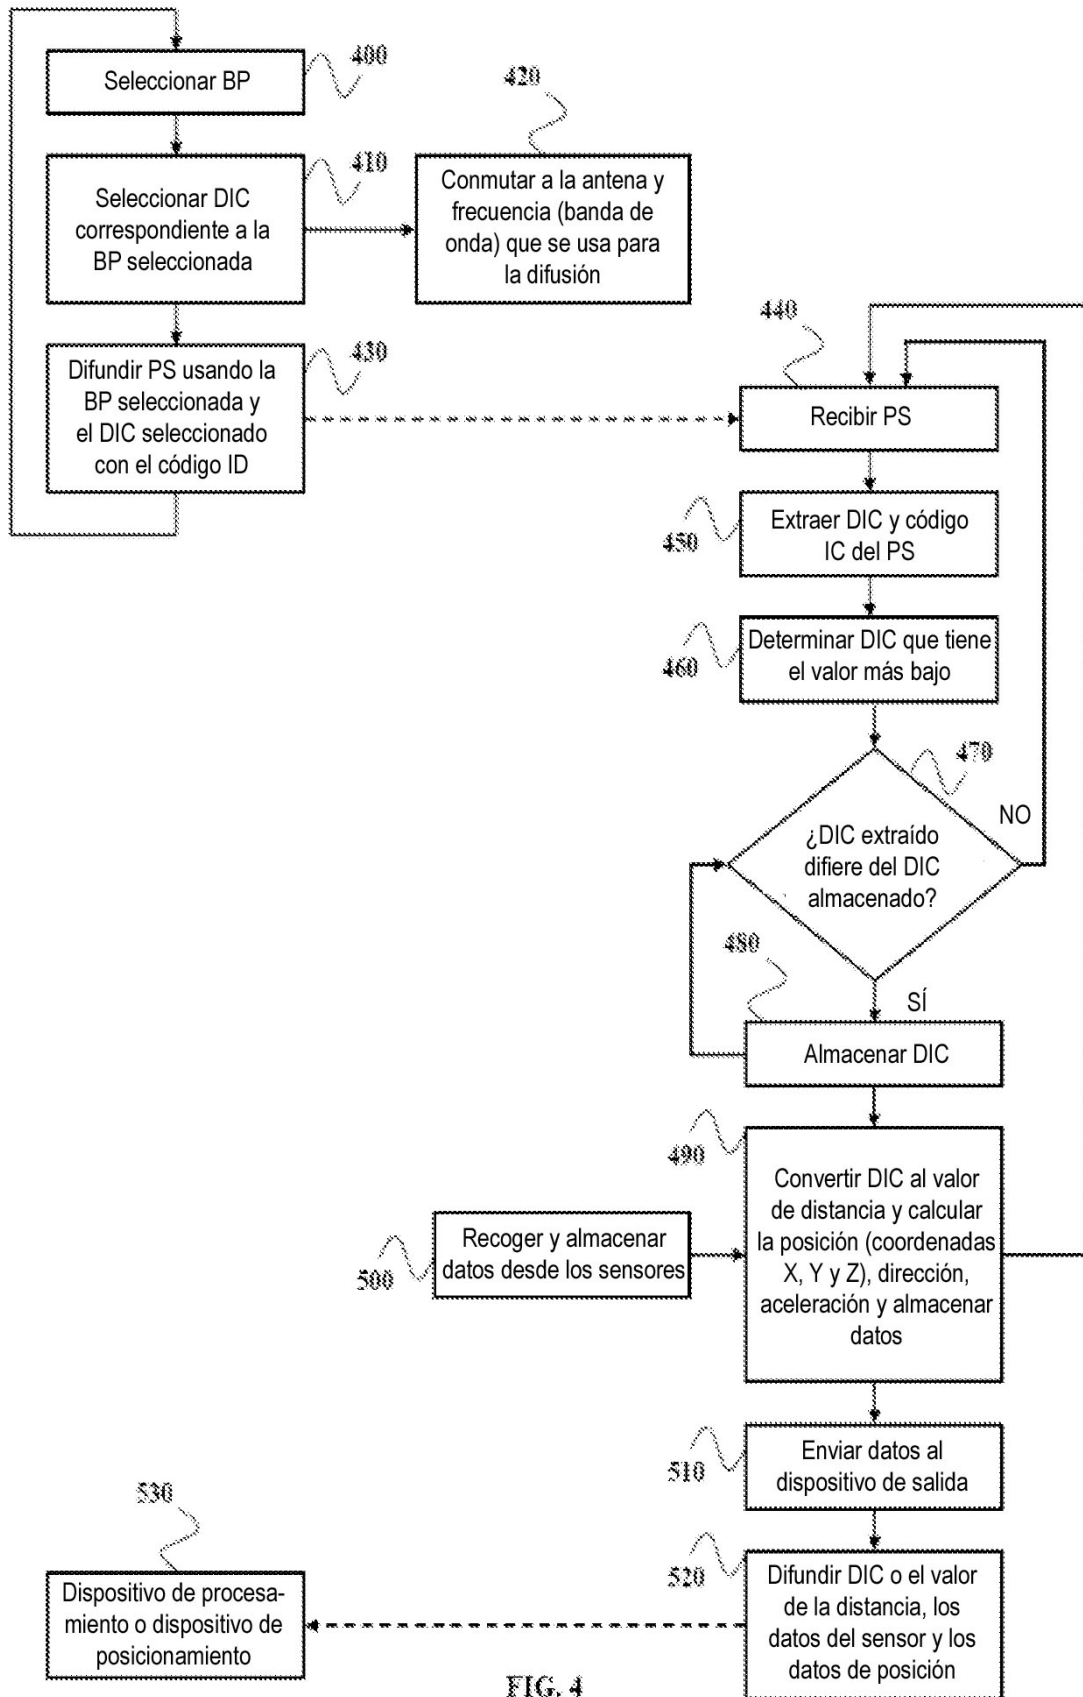 400
Seleccionar BP
420
410
Seleccionar DIC
correspondiente a la
BP seleccionada
Conmutar a la antena y
frecuencia (banda de
onda) que se usa para
la difusión
430
Difundir PS usando la
BP seleccionada y
el DIC seleccionado
con el código ID
440
Recibir PS
450
Extraer DIC y código
IC del PS
460
Determinar DIC que tiene
el valor más bajo
470
NO
¿DIC extraído
difiere del DIC
almacenado?
480
SÍ
Almacenar DIC
490
Convertir DIC al valor
de distancia y calcular
la posición (coordenadas
X, Y y Z), dirección,
aceleración y almacenar
datos
500
Recoger y almacenar
datos desde los sensores
510
Enviar datos al
dispositivo de salida
520
Difundir DIC o el valor
de la distancia, los
datos del sensor y los
datos de posición
530
Dispositivo de procesa-
miento o dispositivo de
posicionamiento
FIG. 4